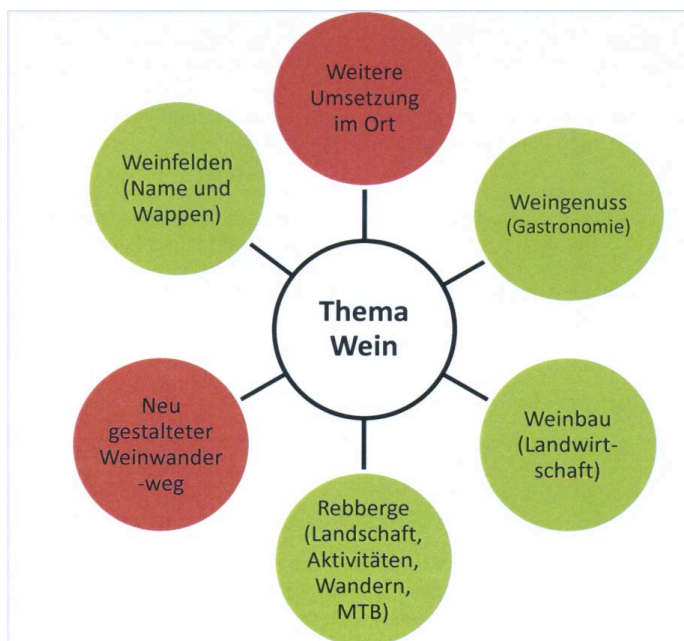 Weitere
Umsetzung
im Ort
Weinfelden
(Name und
Wappen)
Weingenuss
(Gastronomie)
Thema
Wein
Neu
gestalteter
Weinwander
-weg
Weinbau
(Landwirt-
schaft)
Rebberge
(Landschaft,
Aktivitäten,
Wandern,
MTB)